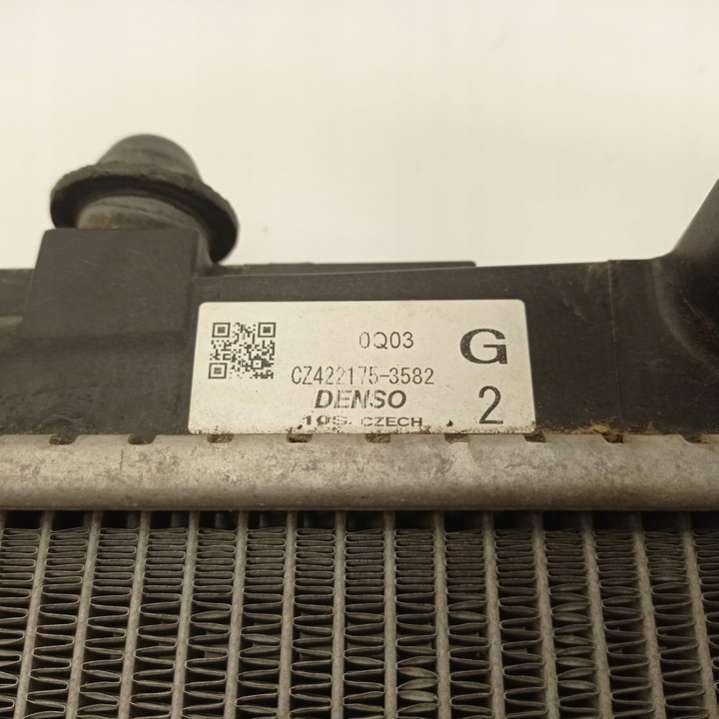 0Q03 G
CZ422175-3582
DENSO 2
CZECH